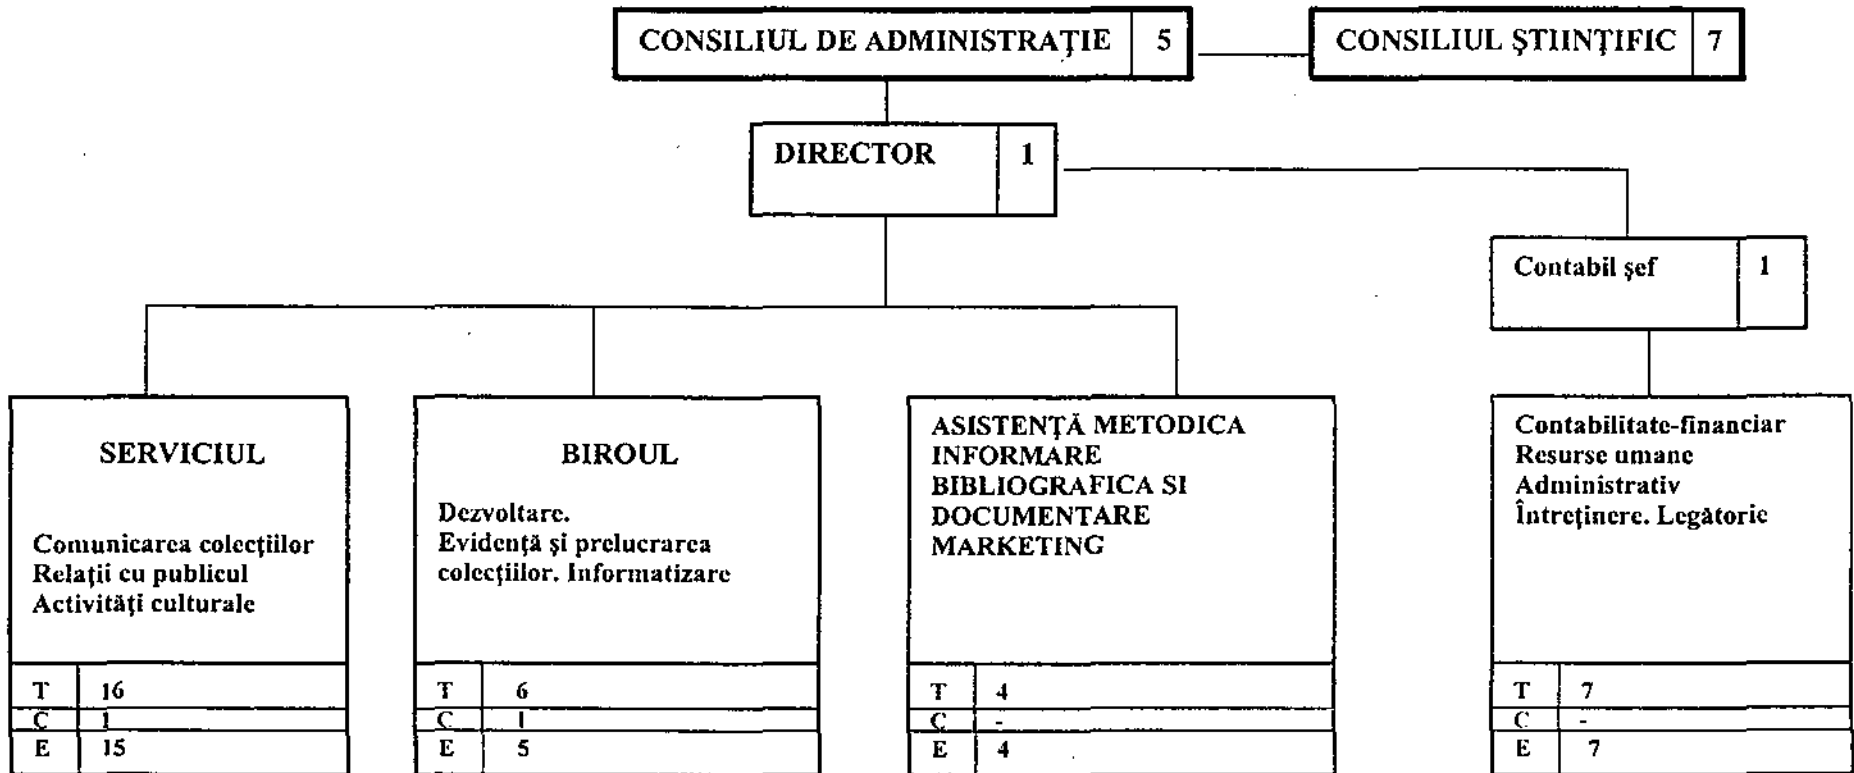 CONSILIUL DE ADMINISTRAŢIE 5
CONSILIUL ŞTIINŢIFIC 7
DIRECTOR 1
Contabil şef 1
SERVICIUL
Comunicarea colecţiilor
Relaţii cu publicul
Activităţi culturale
T 16
C 1
E 15
BIROUL
Dezvoltare.
Evidenţă şi prelucrarea
colecţiilor. Informatizare
T 6
C 1
E 5
ASISTENŢĂ METODICA
INFORMARE
BIBLIOGRAFICA SI
DOCUMENTARE
MARKETING
T 4
C -
E 4
Contabilitate-financiar
Resurse umane
Administrativ
Întreţinere. Legătorie
T 7
C -
E 7